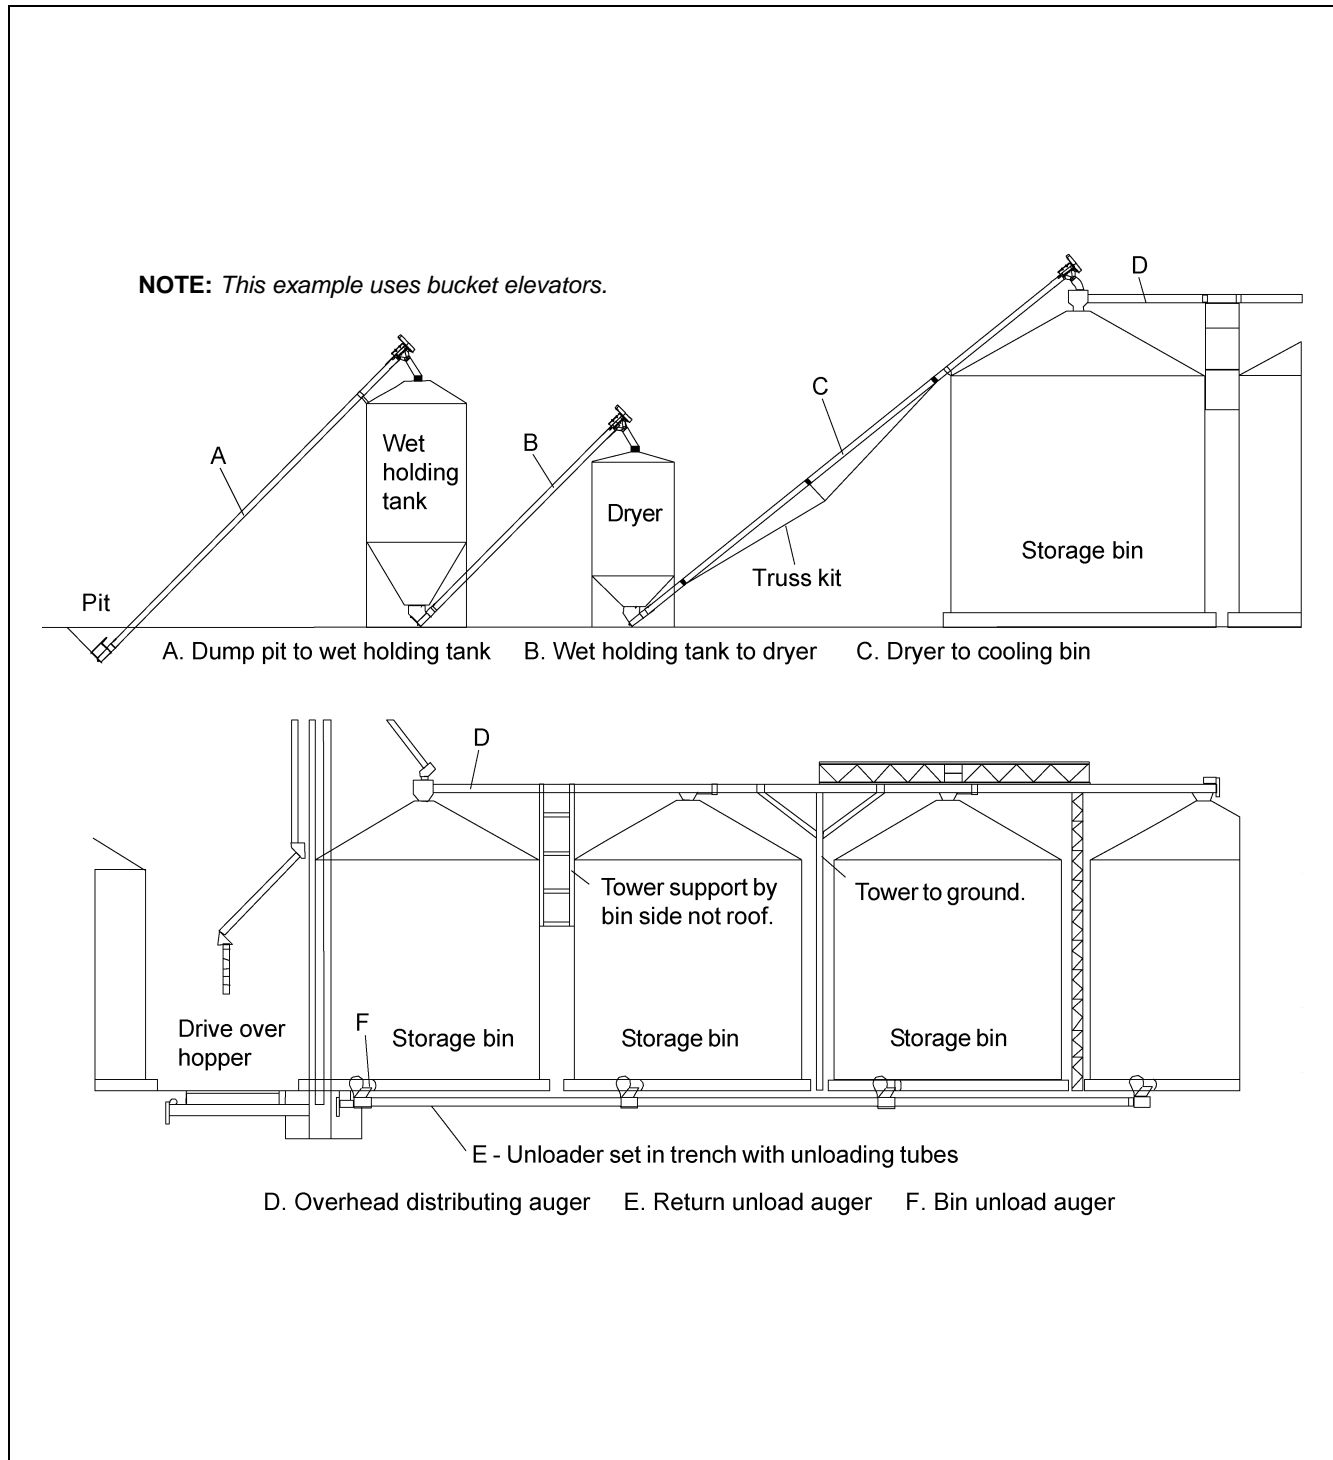 NOTE: This example uses bucket elevators.
D
C
A
Wet
holding
tank
B
Dryer
Storage bin
Truss kit
Pit
A. Dump pit to wet holding tank B. Wet holding tank to dryer C. Dryer to cooling bin
D
Tower support by
bin side not roof.
Tower to ground.
Drive over
hopper
F
Storage bin
Storage bin
Storage bin
E - Unloader set in trench with unloading tubes
D. Overhead distributing auger E. Return unload auger F. Bin unload auger